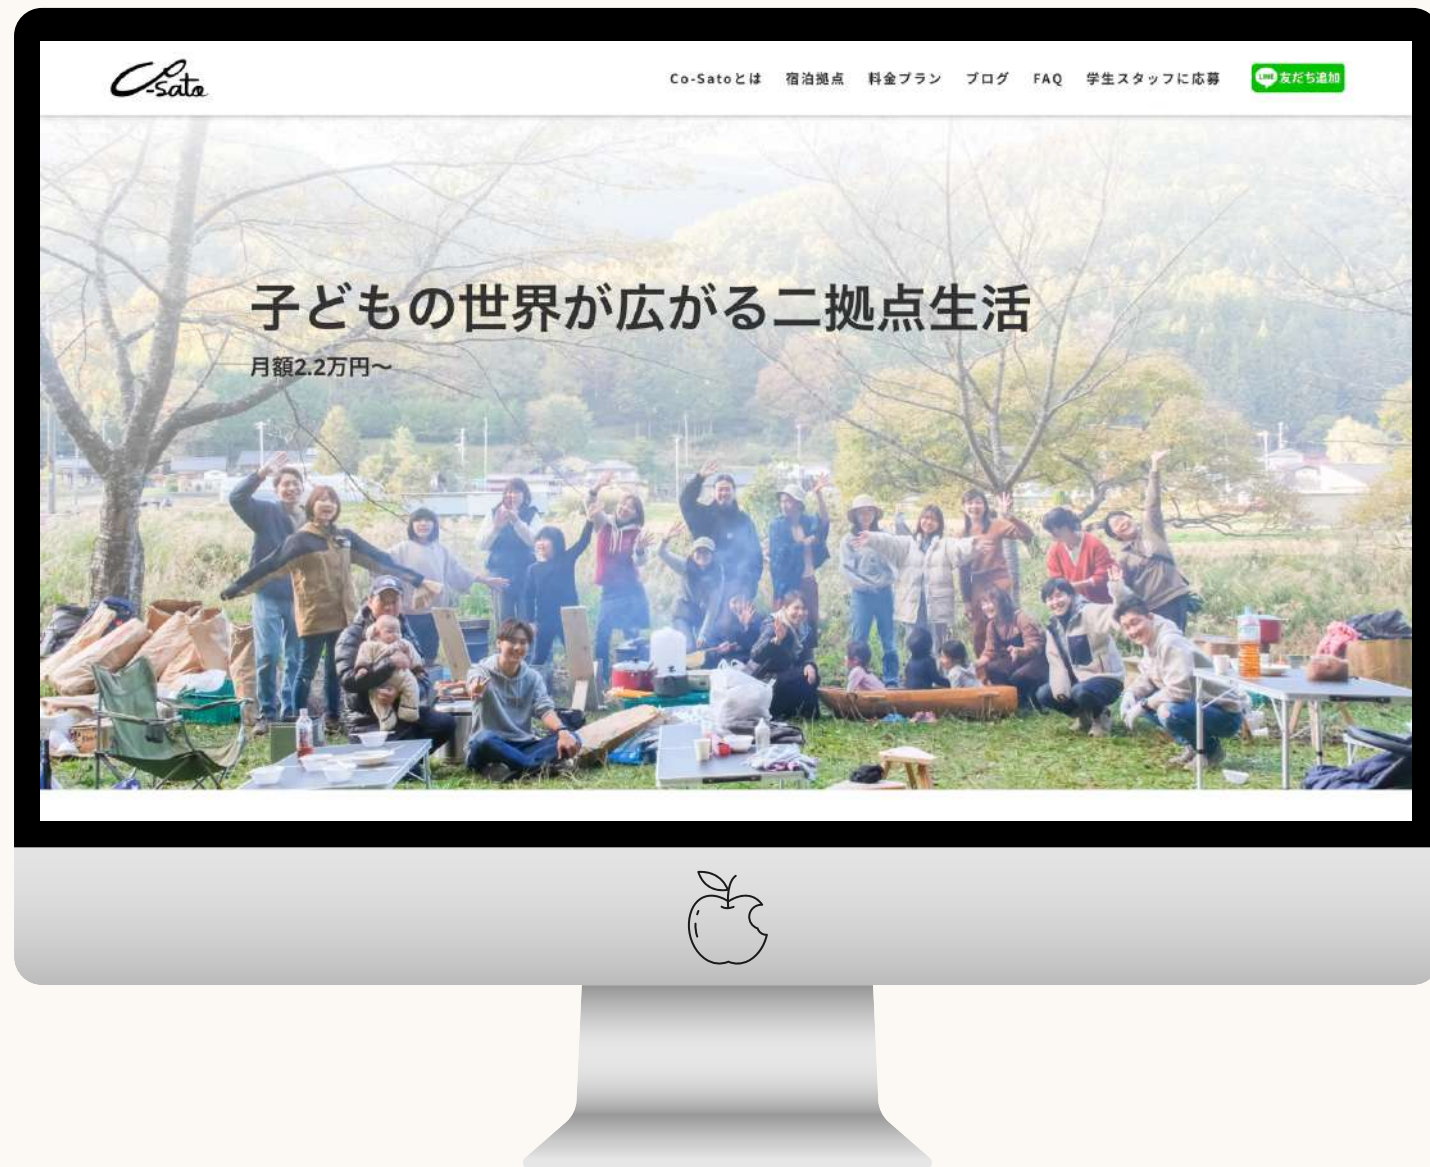 Co-Sato
Co-Satoとは 宿泊拠点 料金プラン ブログ FAQ 学生スタッフに応募 LINE 友だち追加
子どもの世界が広がる二拠点生活
月額2.2万円〜